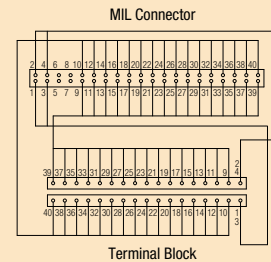 MIL Connector
2 4 6 8 10 12 14 16 18 20 22 24 26 28 30 32 34 36 38 40
1 3 5 7 9 11 13 15 17 19 21 23 25 27 29 31 33 35 37 39
39 37 35 33 31 29 27 25 23 21 19 17 15 13 11 9 2 4
40 38 36 34 32 30 28 26 24 22 20 18 16 14 12 10 1 3
Terminal Block